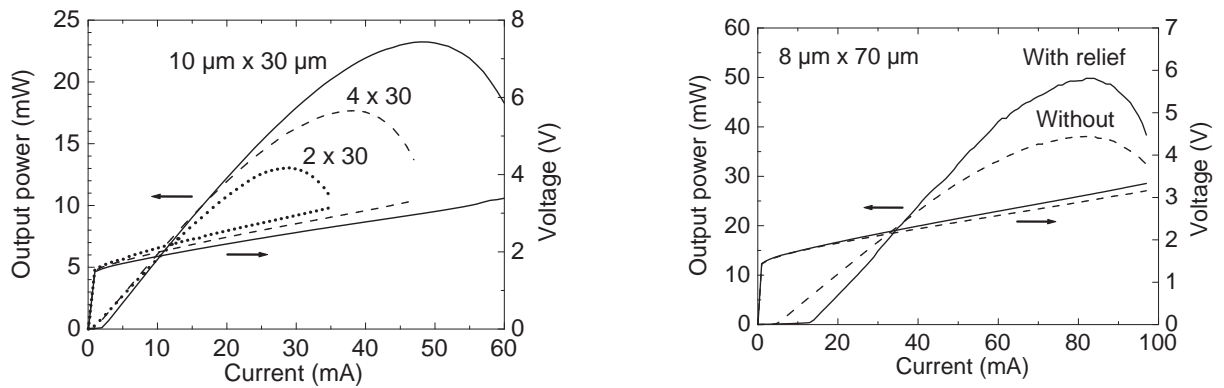 25
20
15
10
5
0
Output power (mW)
10 μm x 30 μm
4 x 30
2 x 30
8
6
4
2
0
Voltage (V)
0 10 20 30 40 50 60
Current (mA)
60
50
40
30
20
10
0
Output power (mW)
8 μm x 70 μm
With relief
Without
7
6
5
4
3
2
1
0
Voltage (V)
0 20 40 60 80 100
Current (mA)